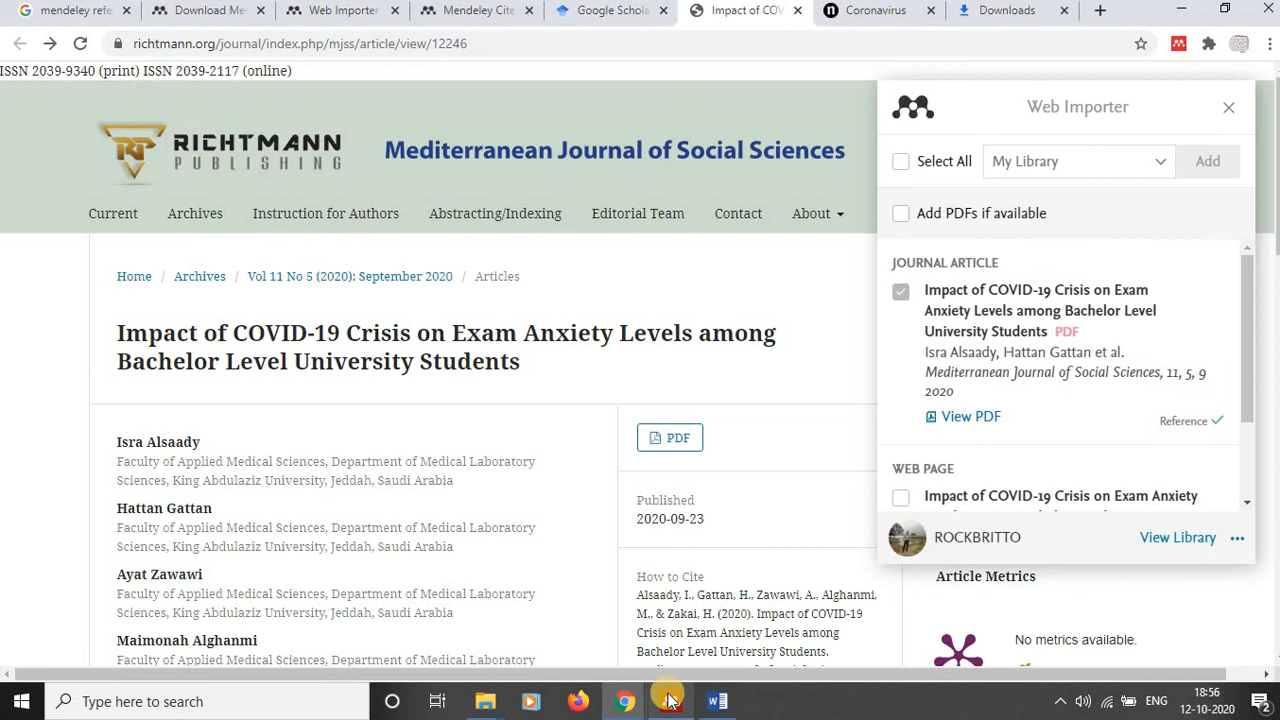 mendeley refe
Download Men
Web Importer
Mendeley Cite
Google Schola
Impact of COV
Coronavirus
Downloads
richtmann.org/journal/index.php/mjss/article/view/12246
ISSN 2039-9340 (print) ISSN 2039-2117 (online)
RICHTMANN
PUBLISHING
Mediterranean Journal of Social Sciences
Current Archives Instruction for Authors Abstracting/Indexing Editorial Team Contact About
Home / Archives / Vol 11 No 5 (2020): September 2020 / Articles
Impact of COVID-19 Crisis on Exam Anxiety Levels among
Bachelor Level University Students
Isra Alsaady
Faculty of Applied Medical Sciences, Department of Medical Laboratory
Sciences, King Abdulaziz University, Jeddah, Saudi Arabia
Hattan Gattan
Faculty of Applied Medical Sciences, Department of Medical Laboratory
Sciences, King Abdulaziz University, Jeddah, Saudi Arabia
Ayat Zawawi
Faculty of Applied Medical Sciences, Department of Medical Laboratory
Sciences, King Abdulaziz University, Jeddah, Saudi Arabia
Maimonah Alghanmi
Faculty of Applied Medical Sciences, Department of Medical Laboratory
PDF
Published
2020-09-23
How to Cite
Alsaady, I., Gattan, H., Zawawi, A., Alghanmi,
M., & Zakai, H. (2020). Impact of COVID-19
Crisis on Exam Anxiety Levels among
Bachelor Level University Students.
Web Importer
Select All My Library Add
Add PDFs if available
JOURNAL ARTICLE
Impact of COVID-19 Crisis on Exam
Anxiety Levels among Bachelor Level
University Students PDF
Isra Alsaady, Hattan Gattan et al.
Mediterranean Journal of Social Sciences, 11, 5, 9
2020
View PDF
Reference
WEB PAGE
Impact of COVID-19 Crisis on Exam Anxiety
ROCKBRITTO View Library
Article Metrics
No metrics available.
Type here to search
ENG
18:56
12-10-2020
2